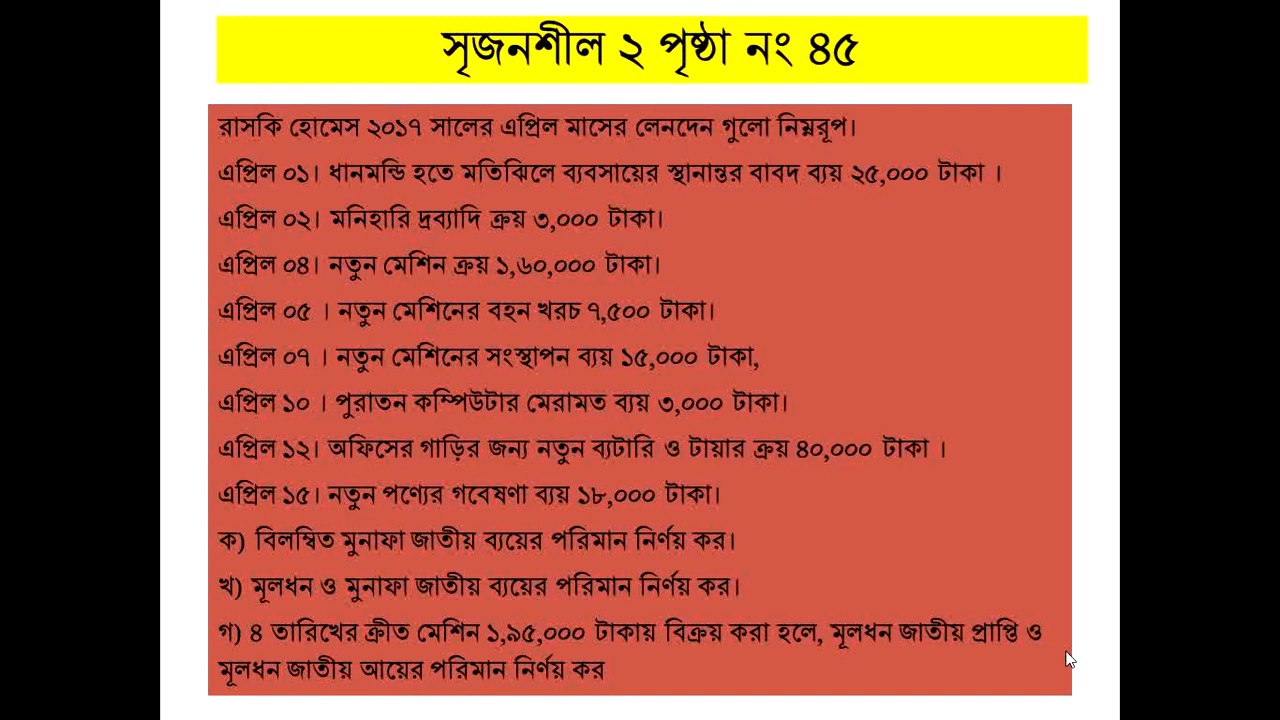 সৃজনশীল ২ পৃষ্ঠা নং ৪৫
রাসকি হোমেস ২০১৭ সালের এপ্রিল মাসের লেনদেন গুলো নিম্নরূপ।
এপ্রিল ০১। ধানমন্ডি হতে মতিঝিলে ব্যবসায়ের স্থানান্তর বাবদ ব্যয় ২৫,০০০ টাকা ।
এপ্রিল ০২। মনিহারি দ্রব্যাদি ক্রয় ৩,০০০ টাকা।
এপ্রিল ০৪। নতুন মেশিন ক্রয় ১,৬০,০০০ টাকা।
এপ্রিল ০৫ । নতুন মেশিনের বহন খরচ ৭,৫০০ টাকা।
এপ্রিল ০৭ । নতুন মেশিনের সংস্থাপন ব্যয় ১৫,০০০ টাকা,
এপ্রিল ১০ । পুরাতন কম্পিউটার মেরামত ব্যয় ৩,০০০ টাকা।
এপ্রিল ১২। অফিসের গাড়ির জন্য নতুন ব্যটারি ও টায়ার ক্রয় ৪০,০০০ টাকা ।
এপ্রিল ১৫। নতুন পণ্যের গবেষণা ব্যয় ১৮,০০০ টাকা।
ক) বিলম্বিত মুনাফা জাতীয় ব্যয়ের পরিমান নির্ণয় কর।
খ) মূলধন ও মুনাফা জাতীয় ব্যয়ের পরিমান নির্ণয় কর।
গ) ৪ তারিখের ক্রীত মেশিন ১,৯৫,০০০ টাকায় বিক্রয় করা হলে, মূলধন জাতীয় প্রাপ্তি ও
মূলধন জাতীয় আয়ের পরিমান নির্ণয় কর